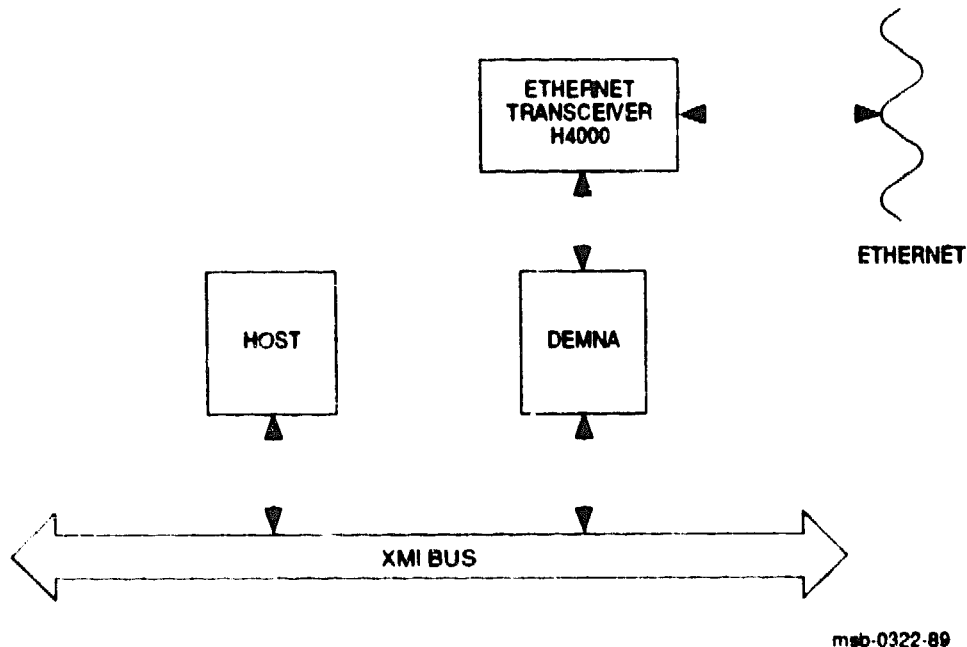 ETHERNET
TRANSCEIVER
H4000
ETHERNET
HOST
DEMNA
XMI BUS
msb-0322-89